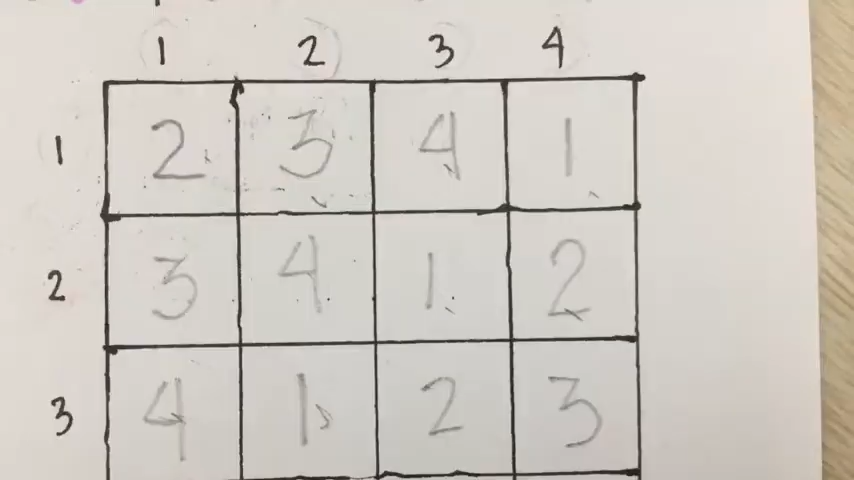 1 2 3 4
1 2 3 4 1
2 3 4 1 2
3 4 1 2 3